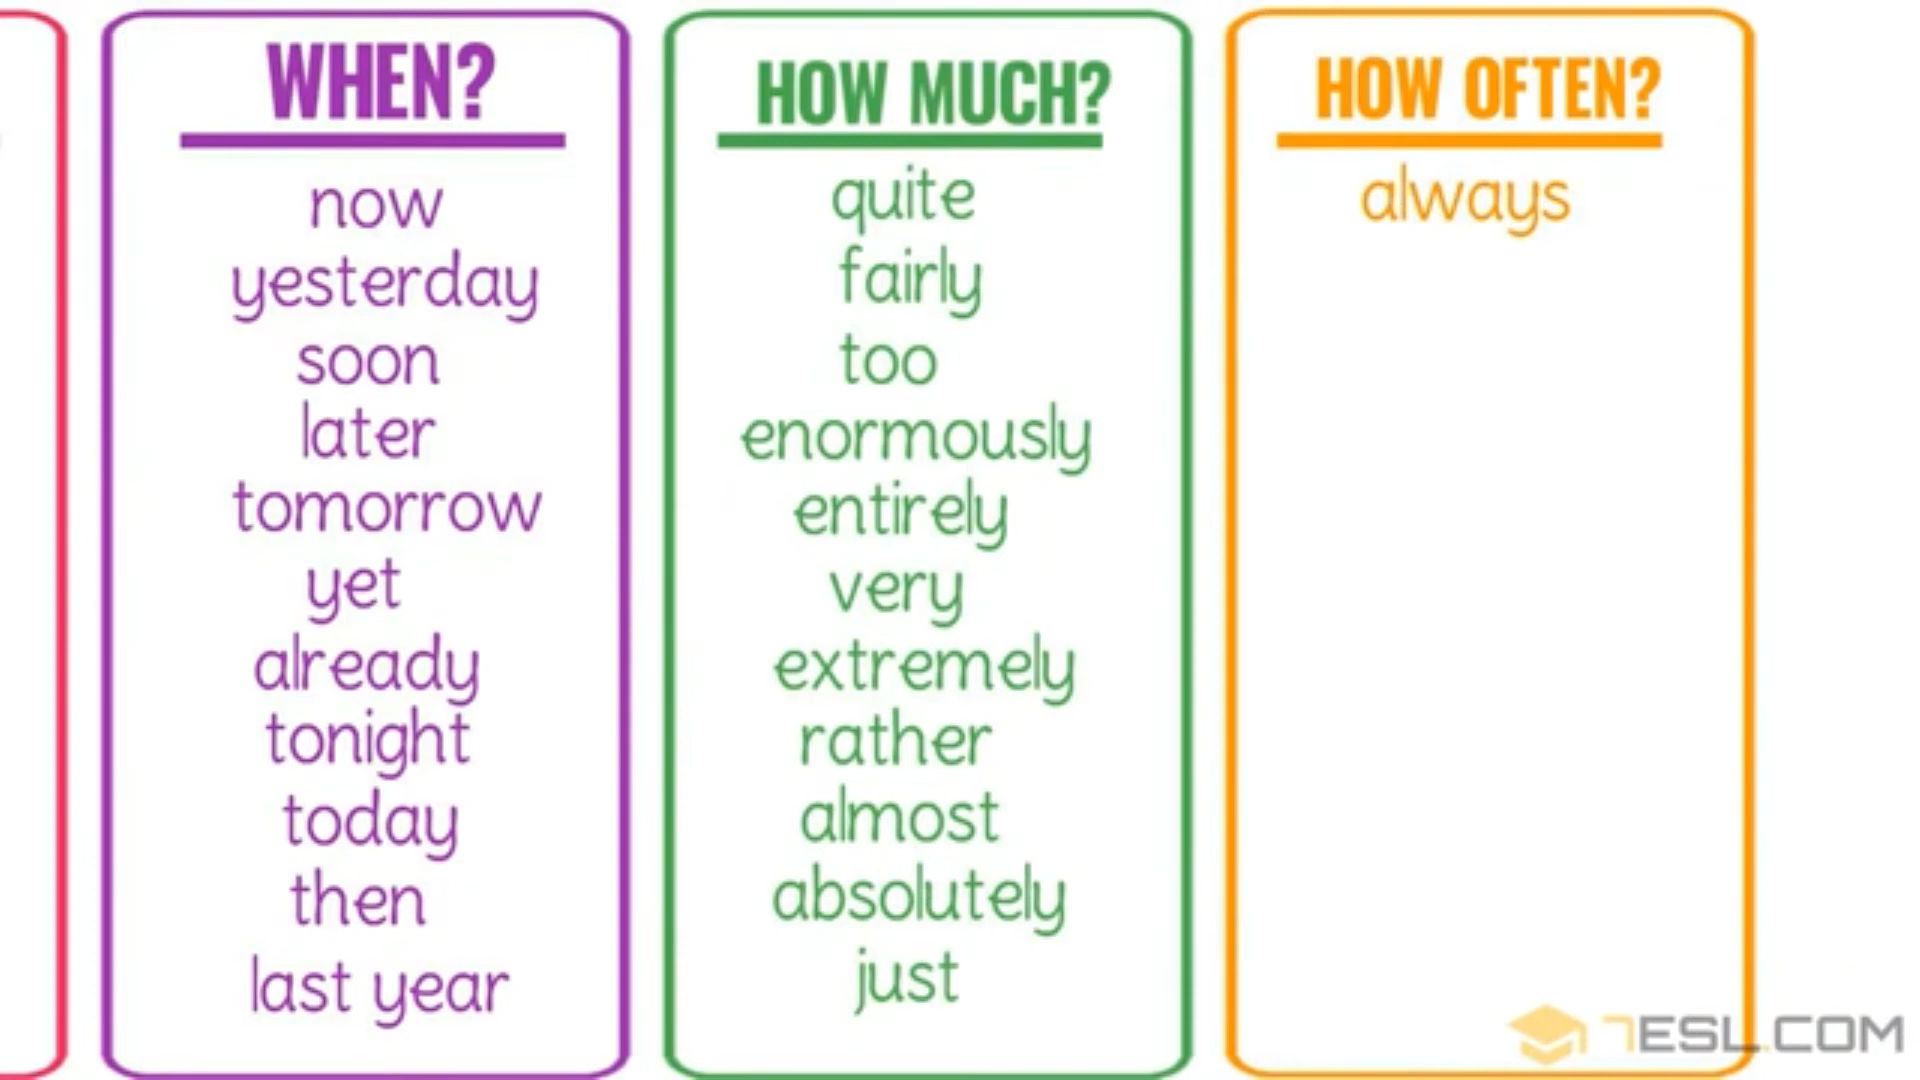 WHEN?
now
yesterday
soon
later
tomorrow
yet
already
tonight
today
then
last year
HOW MUCH?
quite
fairly
too
enormously
entirely
very
extremely
rather
almost
absolutely
just
HOW OFTEN?
always
7ESL.COM